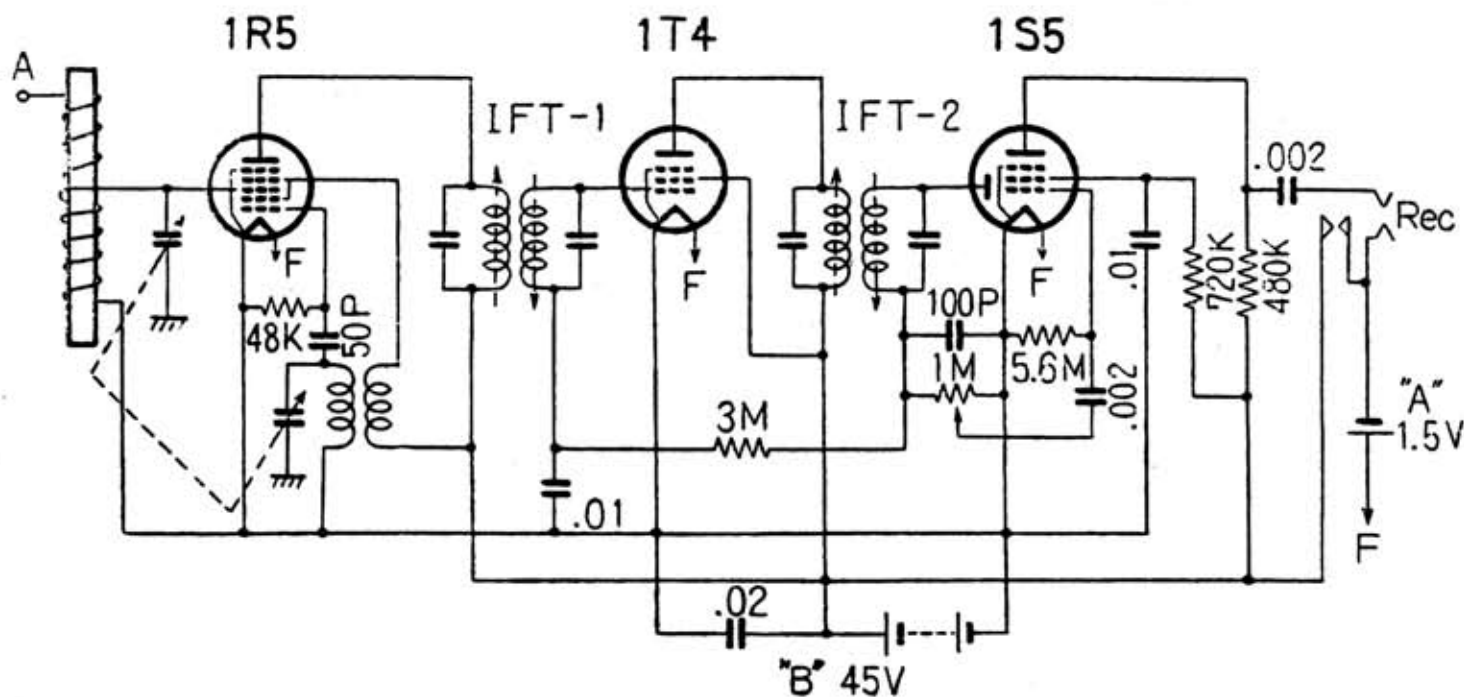 1R5
1T4
1S5
A
IFT-1
IFT-2
.002
Rec
F
F
F
48K
50P
100P
1M
5.6M
.002
.01
720K
480K
3M
.01
"A"
1.5V
F
.02
"B" 45V